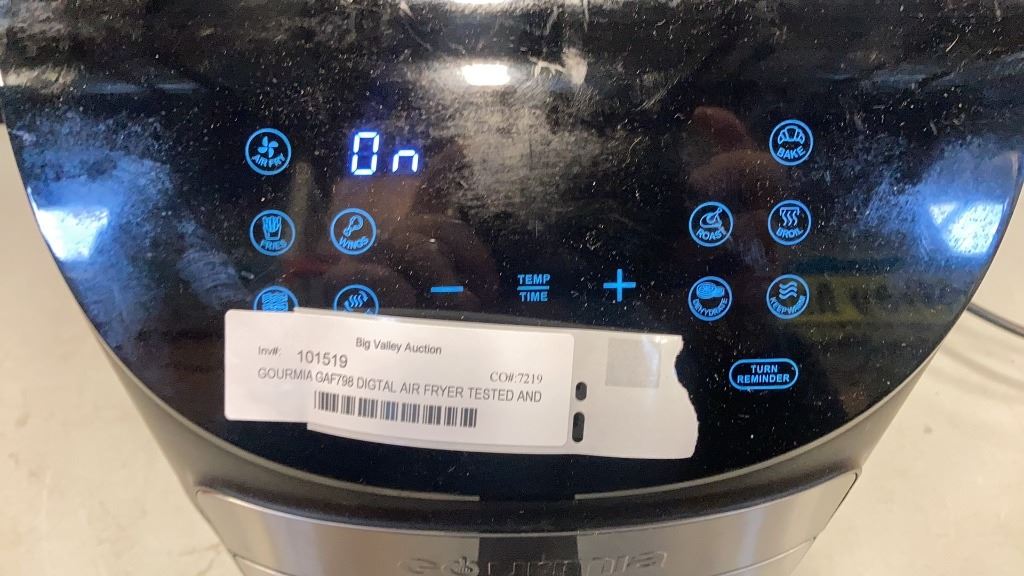 AIR FRY
On
BAKE
FRIES
WINGS
ROAST
BROIL
TEMP
TIME
DEHYDRATE
KEEP WARM
TURN
REMINDER
Big Valley Auction
Inv#: 101519
CO#:7219
GOURMIA GAF798 DIGTAL AIR FRYER TESTED AND
GOURMIA